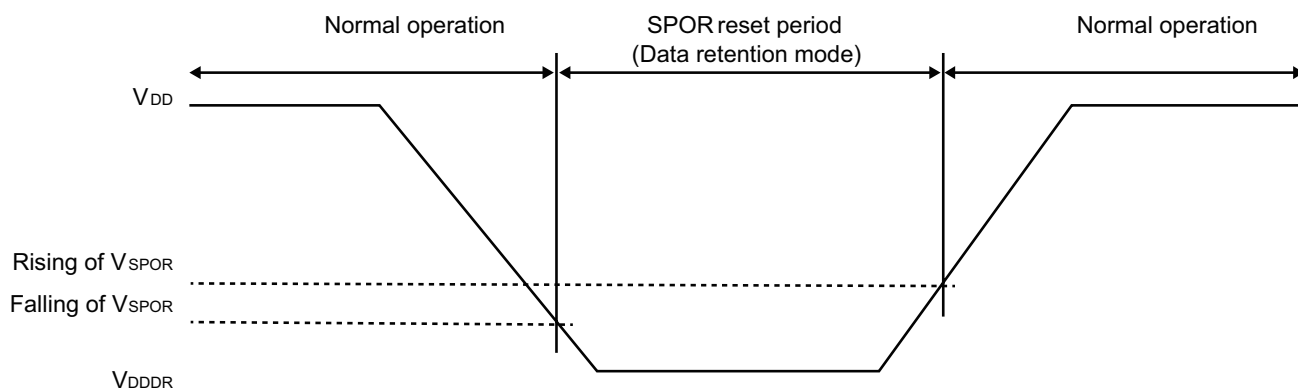 Normal operation
SPOR reset period
(Data retention mode)
Normal operation
VDD
Rising of VSPOR
Falling of VSPOR
VDDDR